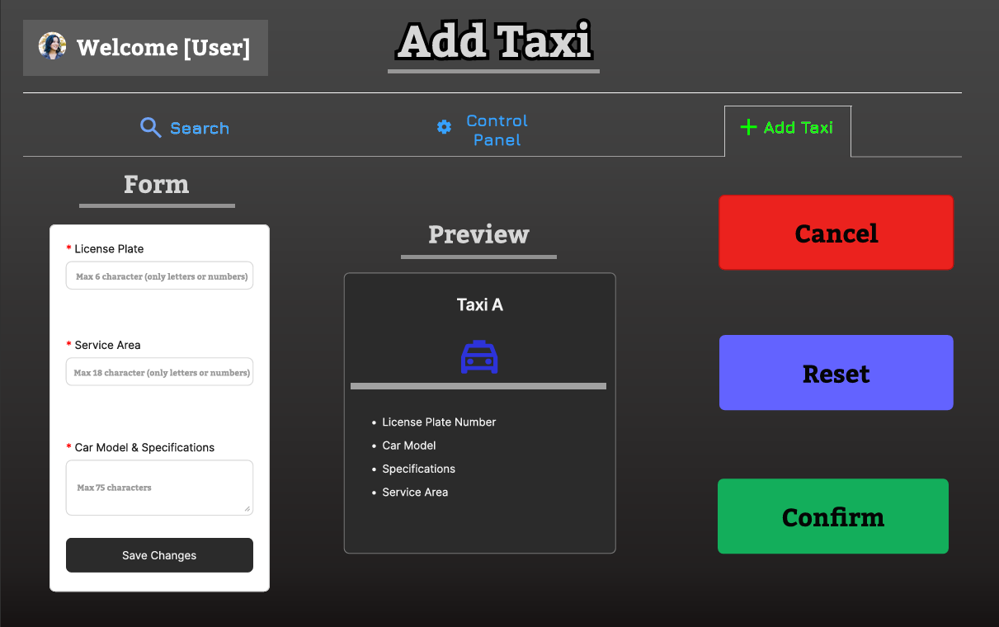 Welcome [User]
Add Taxi
Search
Control
Panel
Add Taxi
Form
* License Plate
Max 6 character (only letters or numbers)
* Service Area
Max 18 character (only letters or numbers)
* Car Model & Specifications
Max 75 characters
Save Changes
Preview
Taxi A
• License Plate Number
• Car Model
• Specifications
• Service Area
Cancel
Reset
Confirm